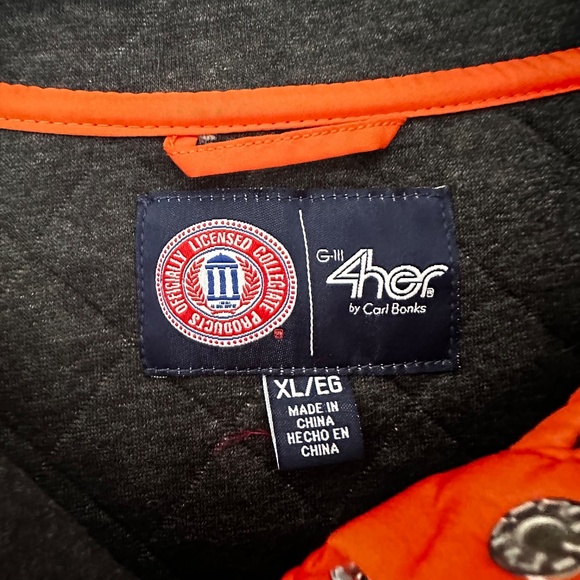 OFFICIALLY LICENSED COLLEGIATE PRODUCTS
®
G-III
4her®
by Carl Banks
XL/EG
MADE IN
CHINA
HECHO EN
CHINA